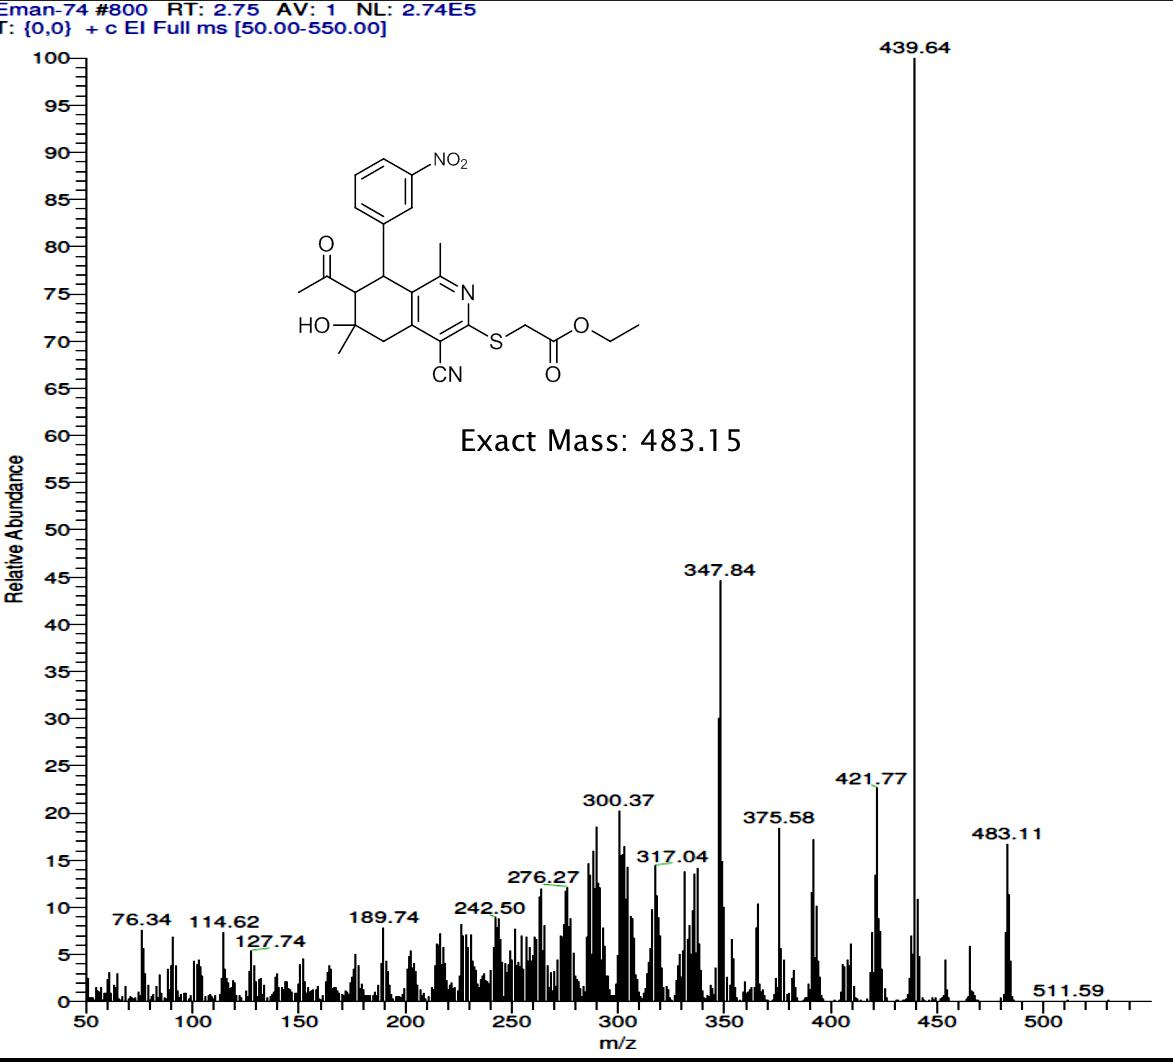 Eman-74 #800 RT: 2.75 AV: 1 NL: 2.74E5
T: {0,0} + c EI Full ms [50.00-550.00]
439.64
100
95
90
85
80
75
70
65
60
55
50
45
40
35
30
25
20
15
10
5
0
Relative Abundance
NO2
O
HO
N
S
O
O
CN
Exact Mass: 483.15
347.84
421.77
300.37
375.58
483.11
317.04
276.27
242.50
189.74
76.34
114.62
127.74
511.59
50 100 150 200 250 300 350 400 450 500
m/z